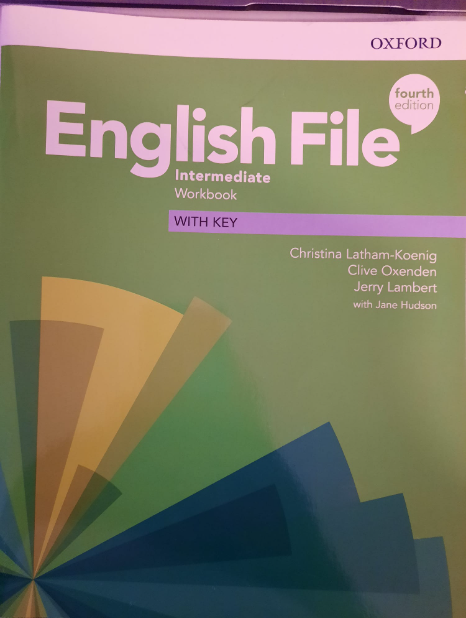 OXFORD
fourth
edition
English File
Intermediate
Workbook
WITH KEY
Christina Latham-Koenig
Clive Oxenden
Jerry Lambert
with Jane Hudson